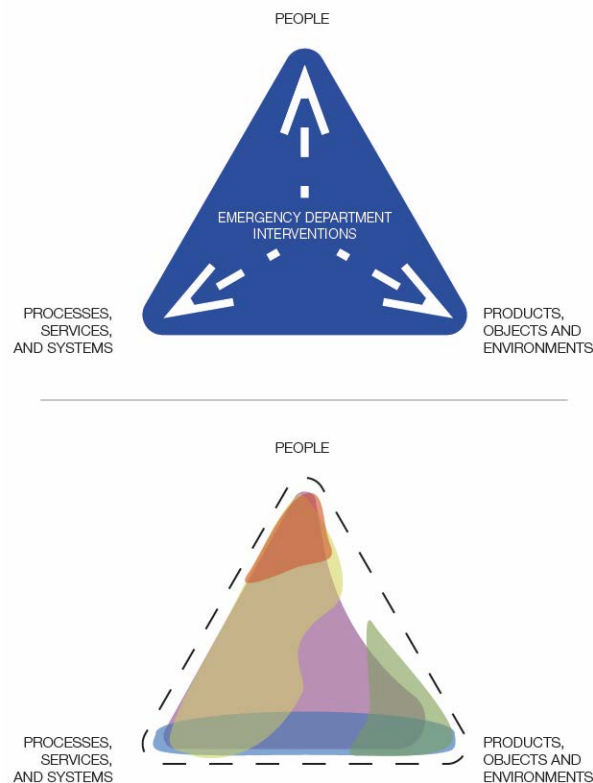 PEOPLE
EMERGENCY DEPARTMENT
INTERVENTIONS
PROCESSES,
SERVICES,
AND SYSTEMS
PRODUCTS,
OBJECTS AND
ENVIRONMENTS
PEOPLE
PROCESSES,
SERVICES,
AND SYSTEMS
PRODUCTS,
OBJECTS AND
ENVIRONMENTS